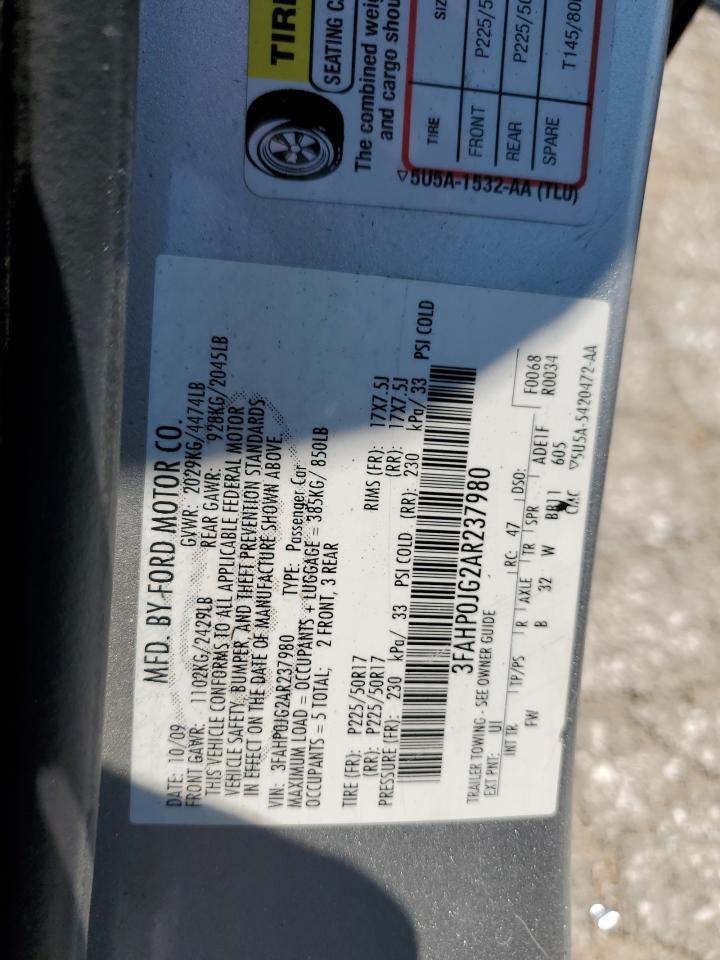 TIRE
SEATING C
The combined weig
and cargo shou
TIRE SIZ
FRONT P225/50
REAR P225/50
SPARE T145/80
▽5U5A-1532-AA (TLU)
MFD. BY FORD MOTOR CO.
DATE: 10/09 GVWR: 2029KG/4474LB
FRONT GAWR: 1102KG/2429LB REAR GAWR: 928KG/2045LB
THIS VEHICLE CONFORMS TO ALL APPLICABLE FEDERAL MOTOR
VEHICLE SAFETY, BUMPER, AND THEFT PREVENTION STANDARDS
IN EFFECT ON THE DATE OF MANUFACTURE SHOWN ABOVE.
VIN: 3FAHP0JG2AR237980 TYPE: Passenger Car
MAXIMUM LOAD = OCCUPANTS + LUGGAGE = 385KG/ 850LB
OCCUPANTS = 5 TOTAL; 2 FRONT, 3 REAR
TIRE (FR): P225/50R17 RIMS (FR): 17X7.5J
(RR): P225/50R17 (RR): 17X7.5J
PRESSURE (FR): 230 kPa/ 33 PSI COLD (RR): 230 kPa/ 33 PSI COLD
3FAHP0JG2AR237980
TRAILER TOWING - SEE OWNER GUIDE F0068
EXT PNT: UI RC: 47 DSO: R0034
INT TR TP/PS R AXLE TR SPR ADE1F
FW B 32 W BB11 605
CAC ▽5U5A-5420472-AA